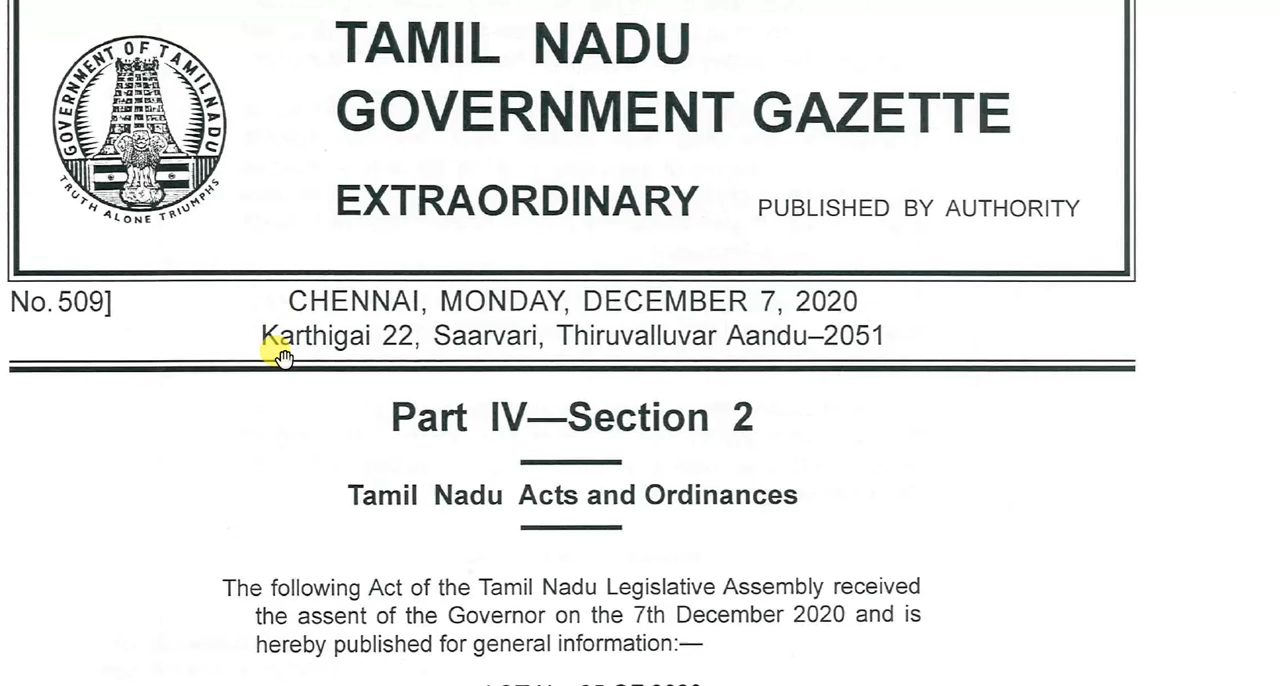 GOVERNMENT OF TAMILNADU
TRUTH ALONE TRIUMPHS
TAMIL NADU
GOVERNMENT GAZETTE
EXTRAORDINARY PUBLISHED BY AUTHORITY
No. 509] CHENNAI, MONDAY, DECEMBER 7, 2020
Karthigai 22, Saarvari, Thiruvalluvar Aandu–2051
Part IV—Section 2
Tamil Nadu Acts and Ordinances
The following Act of the Tamil Nadu Legislative Assembly received
the assent of the Governor on the 7th December 2020 and is
hereby published for general information:—